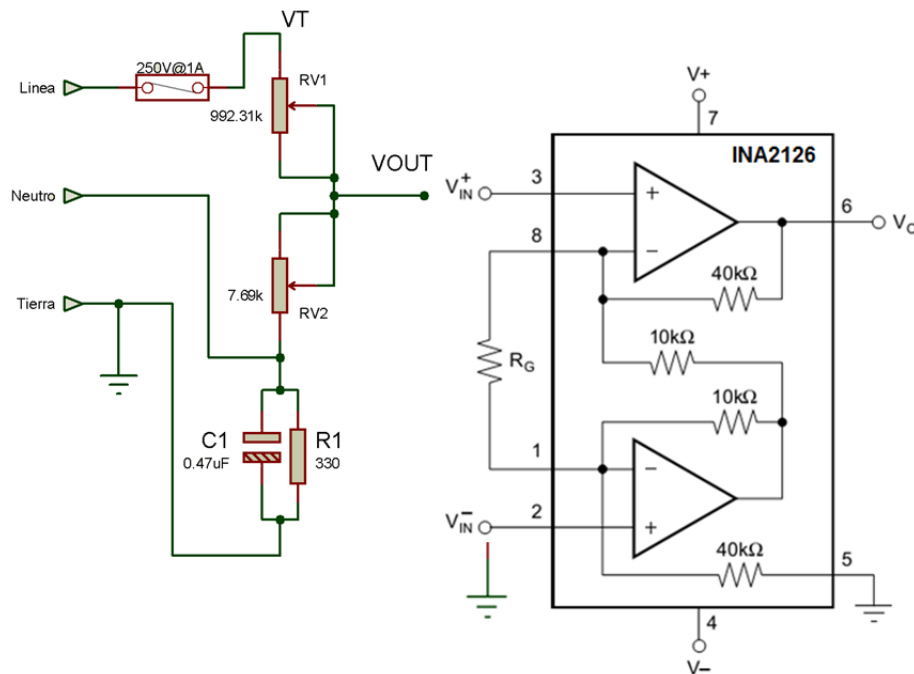 VT
250V@1A
Linea
RV1
992.31k
VOUT
Neutro
7.69k
RV2
Tierra
C1
0.47uF
R1
330
V+
7
INA2126
V+IN
3
6
VO
8
40kΩ
10kΩ
RG
10kΩ
1
V−IN
2
40kΩ
5
4
V−